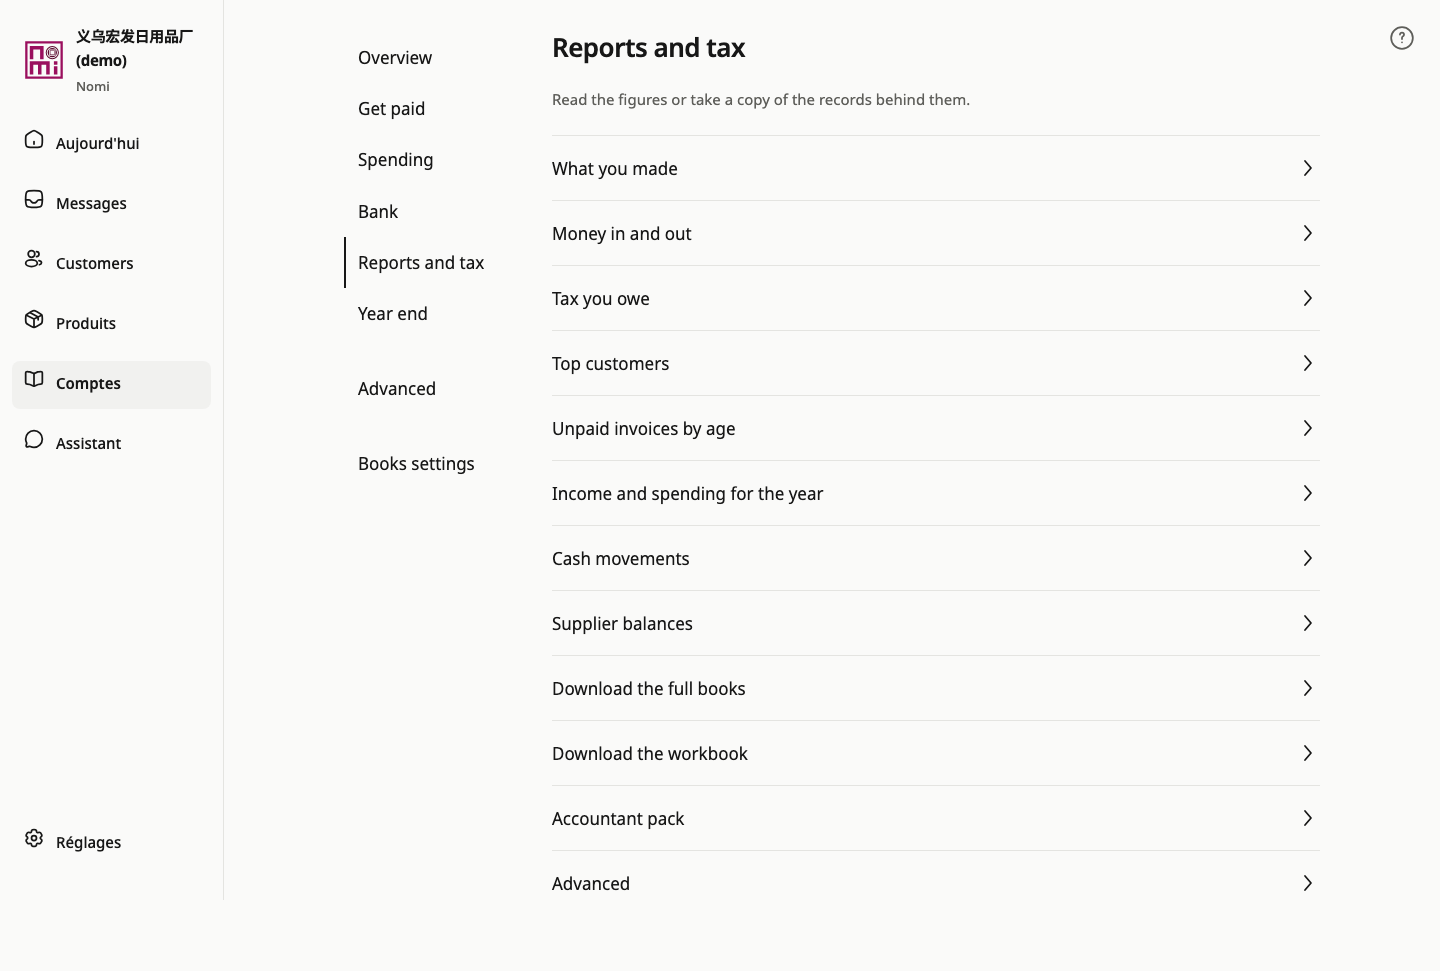 义乌宏发日用品厂
(demo)
Nomi
Aujourd'hui
Messages
Customers
Produits
Comptes
Assistant
Réglages
Overview
Get paid
Spending
Bank
Reports and tax
Year end
Advanced
Books settings
Reports and tax
Read the figures or take a copy of the records behind them.
What you made
Money in and out
Tax you owe
Top customers
Unpaid invoices by age
Income and spending for the year
Cash movements
Supplier balances
Download the full books
Download the workbook
Accountant pack
Advanced